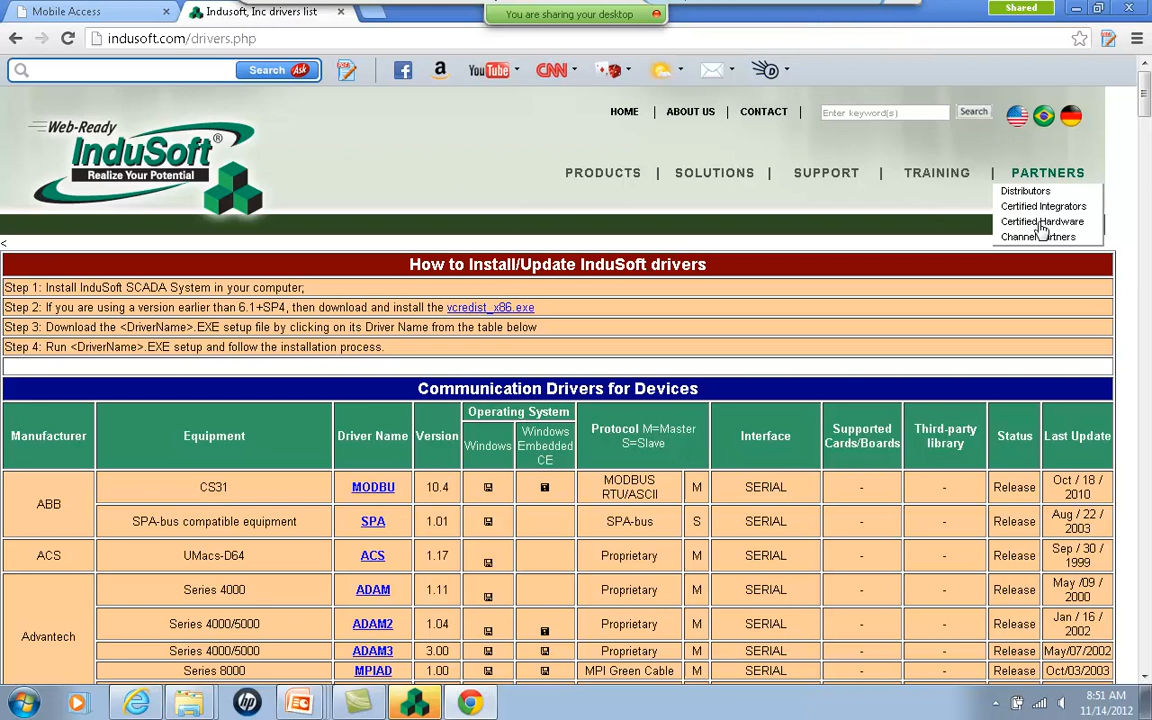 Mobile Access
Indusoft, Inc drivers list
You are sharing your desktop
Shared
indusoft.com/drivers.php
Search Ask
YouTube
CNN
HOME | ABOUT US | CONTACT |
Enter keyword(s)
Search
Web-Ready
InduSoft®
Realize Your Potential
PRODUCTS | SOLUTIONS | SUPPORT | TRAINING | PARTNERS
Distributors
Certified Integrators
Certified Hardware
Channel Partners
<
How to Install/Update InduSoft drivers
Step 1: Install InduSoft SCADA System in your computer;
Step 2: If you are using a version earlier than 6.1+SP4, then download and install the vcredist_x86.exe
Step 3: Download the <DriverName>.EXE setup file by clicking on its Driver Name from the table below
Step 4: Run <DriverName>.EXE setup and follow the installation process.
Communication Drivers for Devices
Manufacturer
Equipment
Driver Name
Version
Operating System
Windows
Windows
Embedded
CE
Protocol M=Master
S=Slave
Interface
Supported
Cards/Boards
Third-party
library
Status
Last Update
ABB
CS31 MODBU 10.4 MODBUS RTU/ASCII M SERIAL - - Release Oct / 18 / 2010
SPA-bus compatible equipment SPA 1.01 SPA-bus S SERIAL - - Release Aug / 22 / 2003
ACS UMacs-D64 ACS 1.17 Proprietary M SERIAL - - Release Sep / 30 / 1999
Advantech
Series 4000 ADAM 1.11 Proprietary M SERIAL - - Release May /09 / 2000
Series 4000/5000 ADAM2 1.04 Proprietary M SERIAL - - Release Jan / 16 / 2002
Series 4000/5000 ADAM3 3.00 Proprietary M SERIAL - - Release May/07/2002
Series 8000 MPIAD 1.00 MPI Green Cable M SERIAL - - Release Oct/03/2003
hp
8:51 AM
11/14/2012